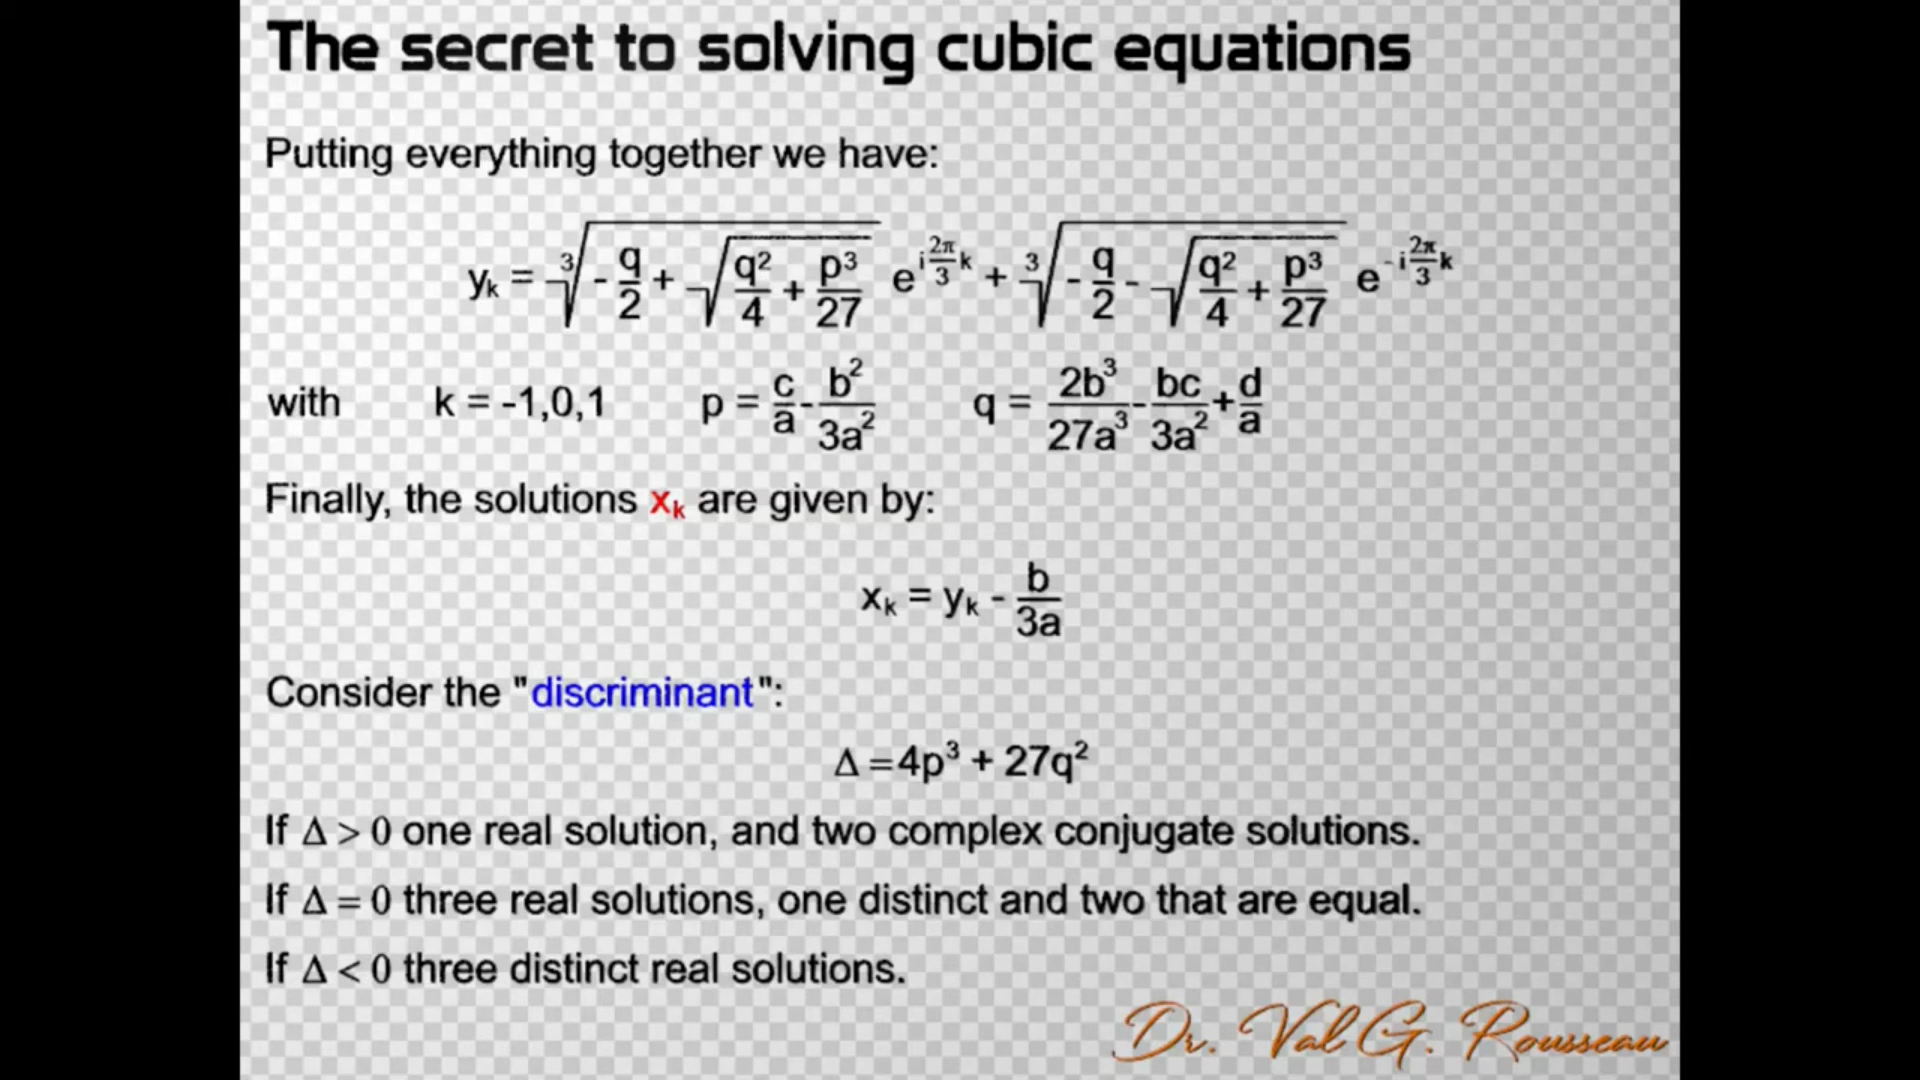 The secret to solving cubic equations
Putting everything together we have:
yₖ = ∛(-q/2 + √(q²/4 + p³/27)) e^(i 2π/3 k) + ∛(-q/2 - √(q²/4 + p³/27)) e^(-i 2π/3 k)
with k = -1,0,1 p = c/a - b²/3a² q = 2b³/27a³ - bc/3a² + d/a
Finally, the solutions xₖ are given by:
xₖ = yₖ - b/3a
Consider the "discriminant":
Δ = 4p³ + 27q²
If Δ > 0 one real solution, and two complex conjugate solutions.
If Δ = 0 three real solutions, one distinct and two that are equal.
If Δ < 0 three distinct real solutions.
Dr. Val G. Rousseau